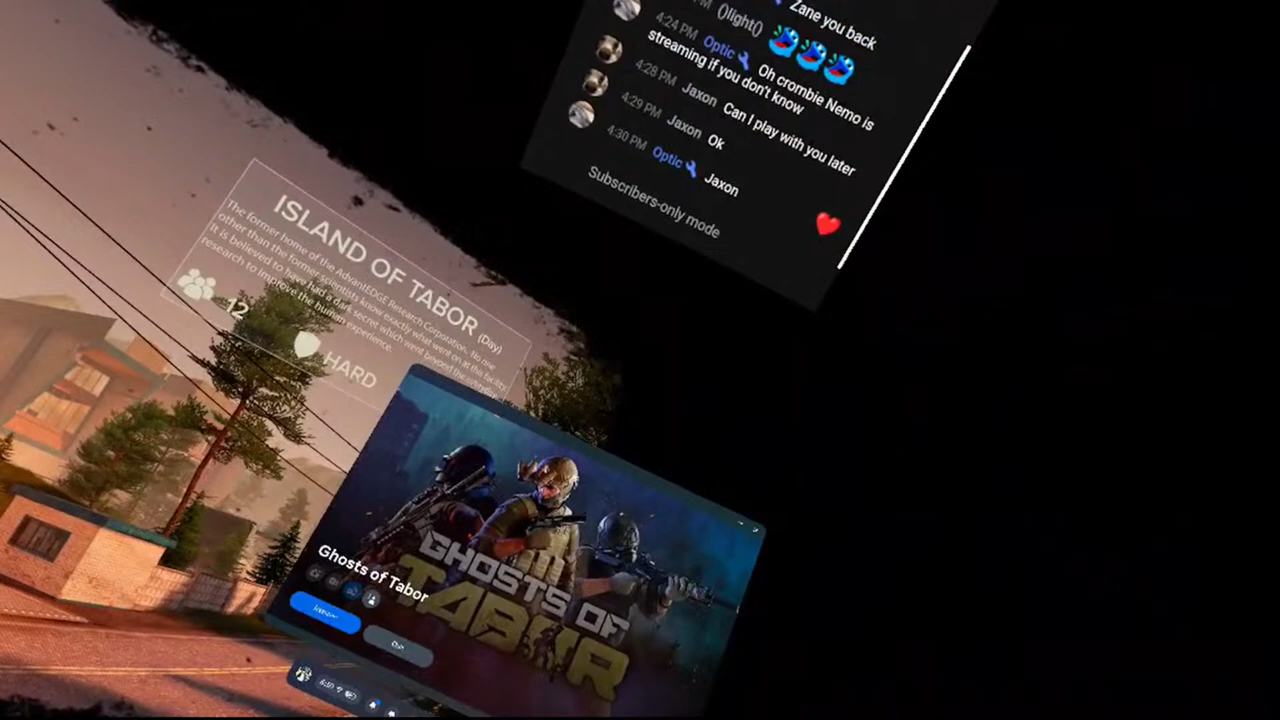 Zane you back
()light()
4:24 PM Optic Oh crombie Nemo is
streaming if you don't know
4:28 PM Jaxon Can I play with you later
4:29 PM Jaxon Ok
4:30 PM Optic Jaxon
Subscribers-only mode
ISLAND OF TABOR (Day)
The former home of the AdvantEDGE Research Corporation. No one
other than the former scientists know exactly what went on at this facility.
It is believed to have had a dark secret which went beyond the
research to improve the human experience.
12
HARD
GHOSTS OF
TABOR
Ghosts of Tabor